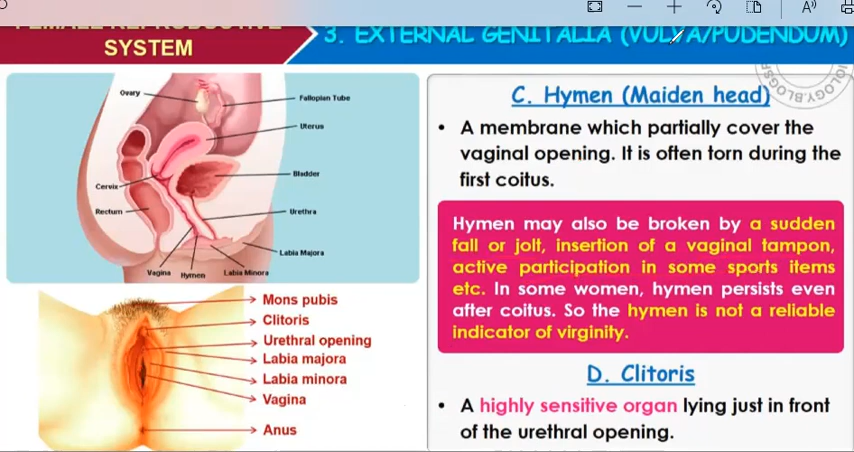 FEMALE REPRODUCTIVE
SYSTEM
3. EXTERNAL GENITALIA (VULVA/PUDENDUM)
Ovary
Fallopian Tube
Uterus
Bladder
Cervix
Rectum
Urethra
Labia Majora
Vagina
Hymen
Labia Minora
Mons pubis
Clitoris
Urethral opening
Labia majora
Labia minora
Vagina
Anus
C. Hymen (Maiden head)
• A membrane which partially cover the
vaginal opening. It is often torn during the
first coitus.
Hymen may also be broken by a sudden
fall or jolt, insertion of a vaginal tampon,
active participation in some sports items
etc. In some women, hymen persists even
after coitus. So the hymen is not a reliable
indicator of virginity.
D. Clitoris
• A highly sensitive organ lying just in front
of the urethral opening.